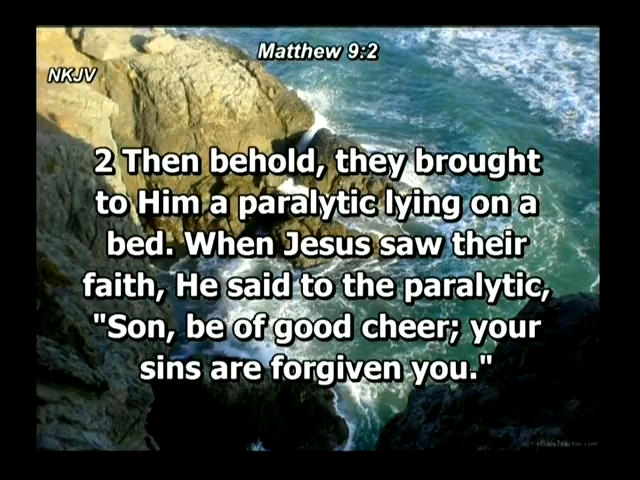 Matthew 9:2
NKJV
2 Then behold, they brought
to Him a paralytic lying on a
bed. When Jesus saw their
faith, He said to the paralytic,
"Son, be of good cheer; your
sins are forgiven you."